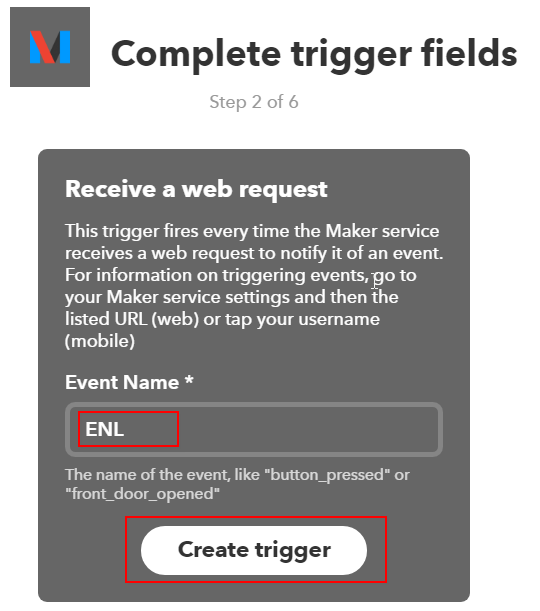 Complete trigger fields
Step 2 of 6
Receive a web request
This trigger fires every time the Maker service
receives a web request to notify it of an event.
For information on triggering events, go to
your Maker service settings and then the
listed URL (web) or tap your username
(mobile)
Event Name *
ENL
The name of the event, like "button_pressed" or
"front_door_opened"
Create trigger